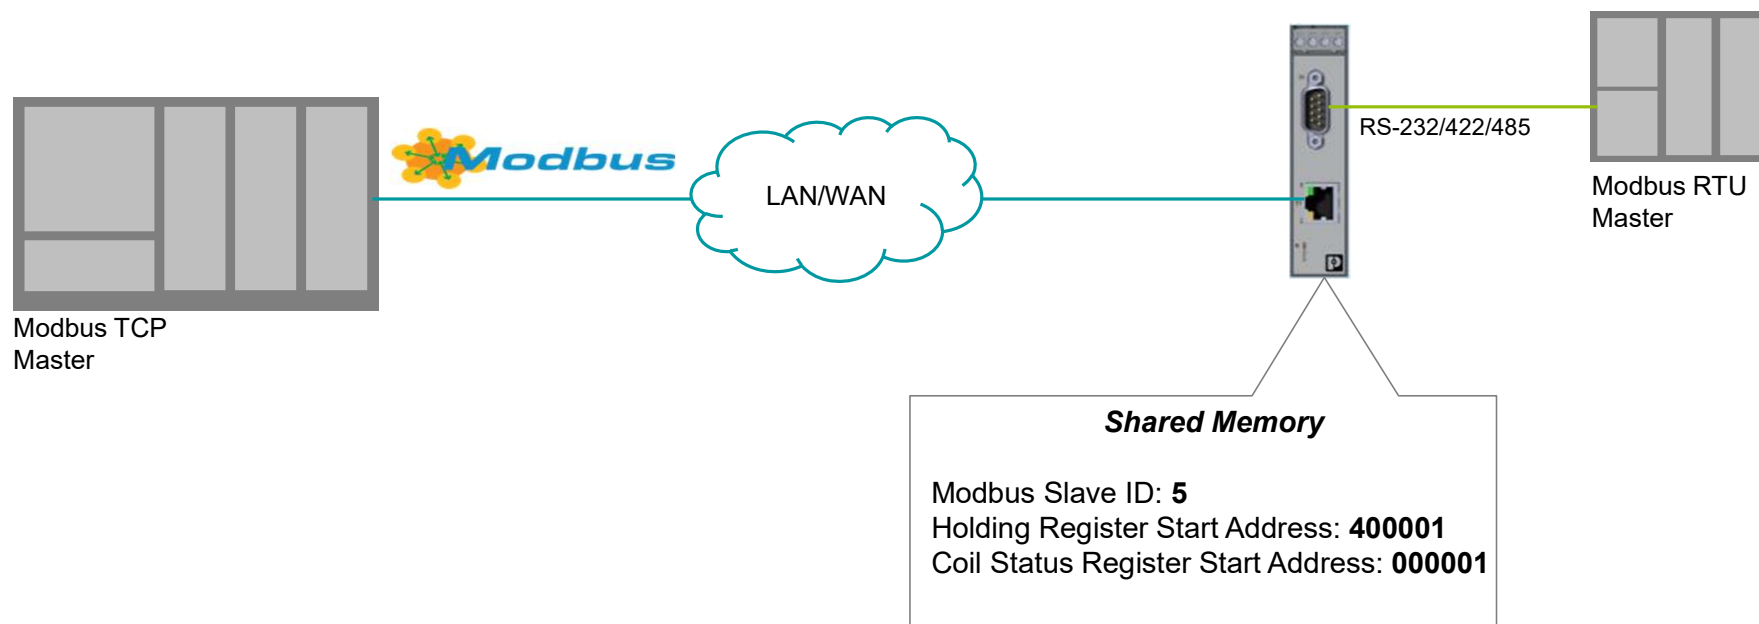 Modbus
LAN/WAN
RS-232/422/485
Modbus TCP
Master
Modbus RTU
Master
Shared Memory
Modbus Slave ID: 5
Holding Register Start Address: 400001
Coil Status Register Start Address: 000001